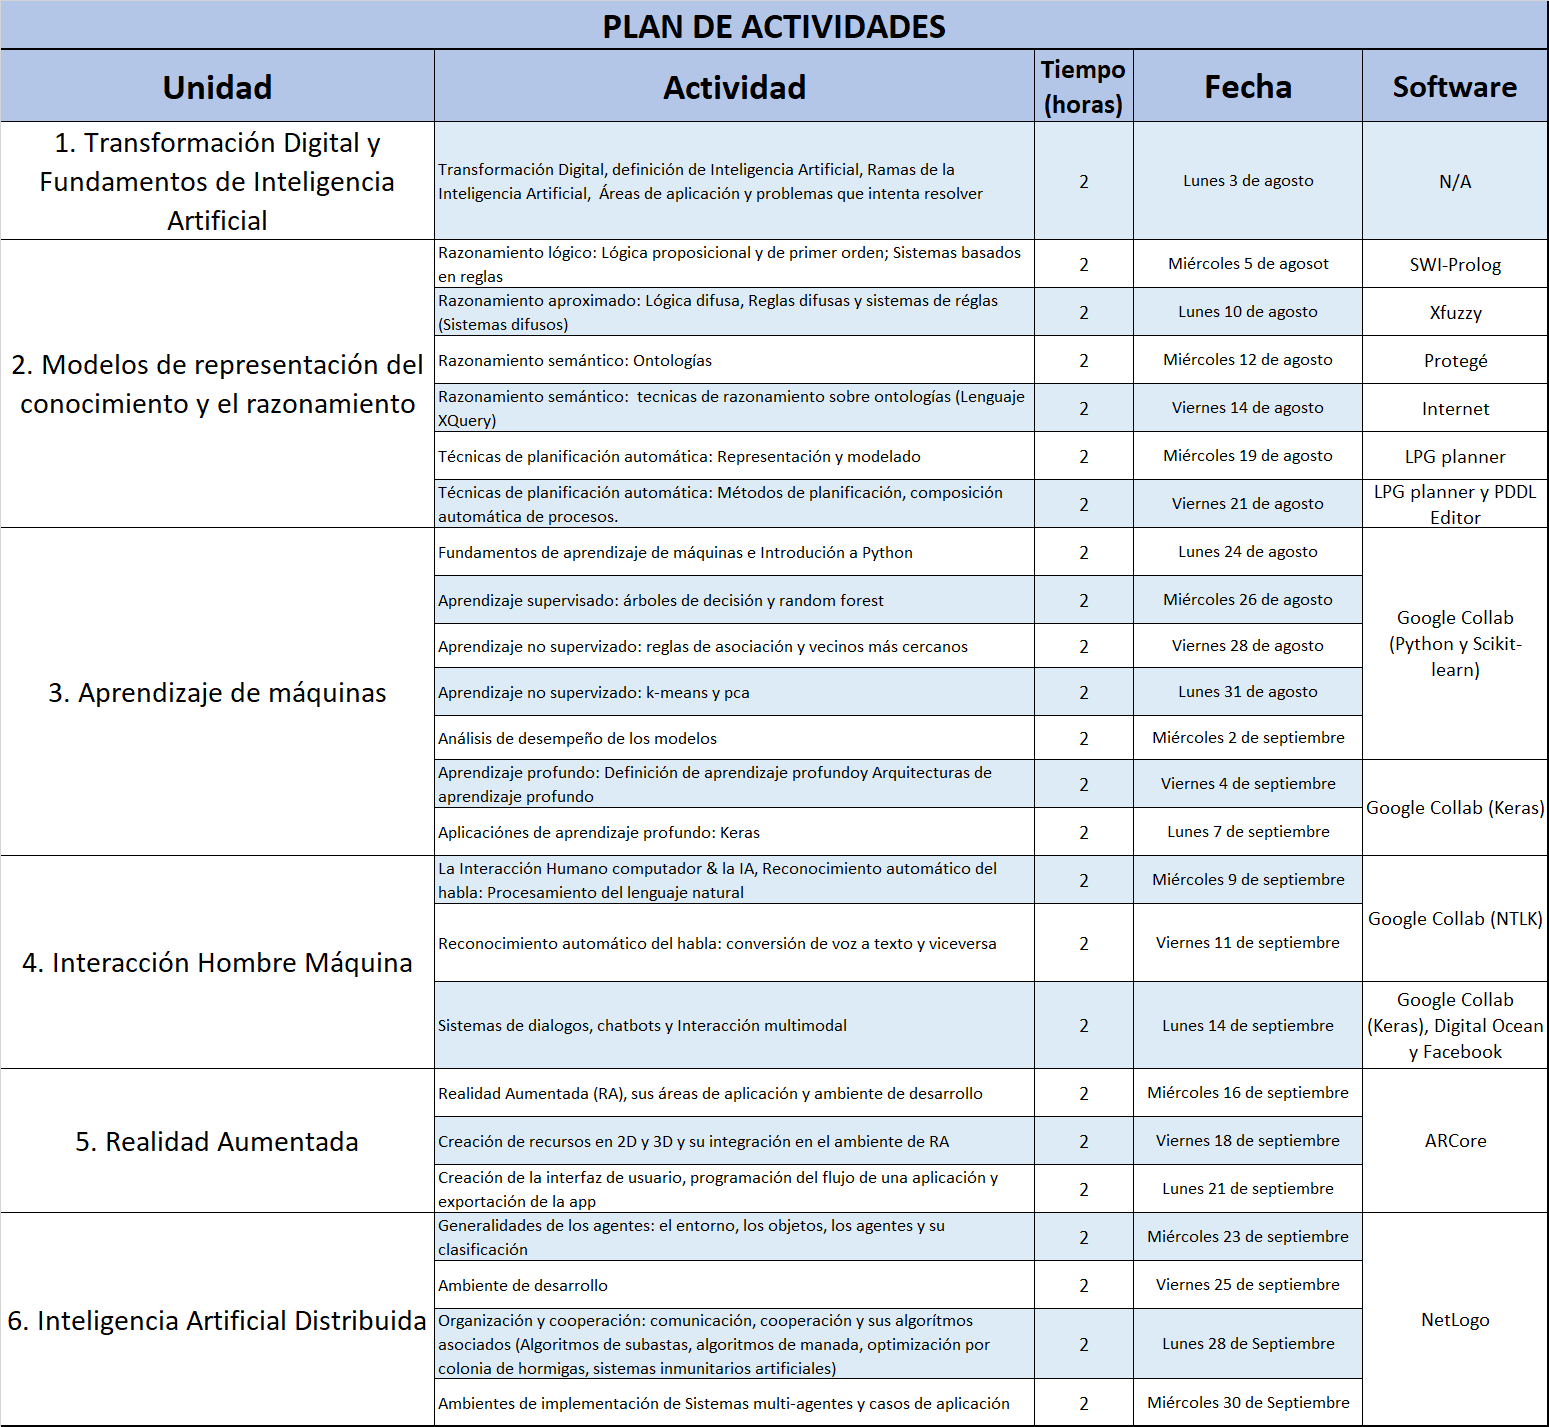 PLAN DE ACTIVIDADES
Unidad
Actividad
Tiempo
(horas)
Fecha
Software
1. Transformación Digital y
Fundamentos de Inteligencia
Artificial
Transformación Digital, definición de Inteligencia Artificial, Ramas de la
Inteligencia Artificial, Áreas de aplicación y problemas que intenta resolver
2
Lunes 3 de agosto
N/A
2. Modelos de representación del
conocimiento y el razonamiento
Razonamiento lógico: Lógica proposicional y de primer orden; Sistemas basados
en reglas
2
Miércoles 5 de agosot
SWI-Prolog
Razonamiento aproximado: Lógica difusa, Reglas difusas y sistemas de réglas
(Sistemas difusos)
2
Lunes 10 de agosto
Xfuzzy
Razonamiento semántico: Ontologías
2
Miércoles 12 de agosto
Protegé
Razonamiento semántico: tecnicas de razonamiento sobre ontologías (Lenguaje
XQuery)
2
Viernes 14 de agosto
Internet
Técnicas de planificación automática: Representación y modelado
2
Miércoles 19 de agosto
LPG planner
Técnicas de planificación automática: Métodos de planificación, composición
automática de procesos.
2
Viernes 21 de agosto
LPG planner y PDDL
Editor
3. Aprendizaje de máquinas
Fundamentos de aprendizaje de máquinas e Introdución a Python
2
Lunes 24 de agosto
Google Collab
(Python y Scikit-
learn)
Aprendizaje supervisado: árboles de decisión y random forest
2
Miércoles 26 de agosto
Aprendizaje no supervizado: reglas de asociación y vecinos más cercanos
2
Viernes 28 de agosto
Aprendizaje no supervizado: k-means y pca
2
Lunes 31 de agosto
Análisis de desempeño de los modelos
2
Miércoles 2 de septiembre
Aprendizaje profundo: Definición de aprendizaje profundoy Arquitecturas de
aprendizaje profundo
2
Viernes 4 de septiembre
Google Collab (Keras)
Aplicaciónes de aprendizaje profundo: Keras
2
Lunes 7 de septiembre
4. Interacción Hombre Máquina
La Interacción Humano computador & la IA, Reconocimiento automático del
habla: Procesamiento del lenguaje natural
2
Miércoles 9 de septiembre
Google Collab (NTLK)
Reconocimiento automático del habla: conversión de voz a texto y viceversa
2
Viernes 11 de septiembre
Sistemas de dialogos, chatbots y Interacción multimodal
2
Lunes 14 de septiembre
Google Collab
(Keras), Digital Ocean
y Facebook
5. Realidad Aumentada
Realidad Aumentada (RA), sus áreas de aplicación y ambiente de desarrollo
2
Miércoles 16 de septiembre
ARCore
Creación de recursos en 2D y 3D y su integración en el ambiente de RA
2
Viernes 18 de septiembre
Creación de la interfaz de usuario, programación del flujo de una aplicación y
exportación de la app
2
Lunes 21 de septiembre
6. Inteligencia Artificial Distribuida
Generalidades de los agentes: el entorno, los objetos, los agentes y su
clasificación
2
Miércoles 23 de septiembre
NetLogo
Ambiente de desarrollo
2
Viernes 25 de septiembre
Organización y cooperación: comunicación, cooperación y sus algorítmos
asociados (Algoritmos de subastas, algoritmos de manada, optimización por
colonia de hormigas, sistemas inmunitarios artificiales)
2
Lunes 28 de Septiembre
Ambientes de implementación de Sistemas multi-agentes y casos de aplicación
2
Miércoles 30 de Septiembre